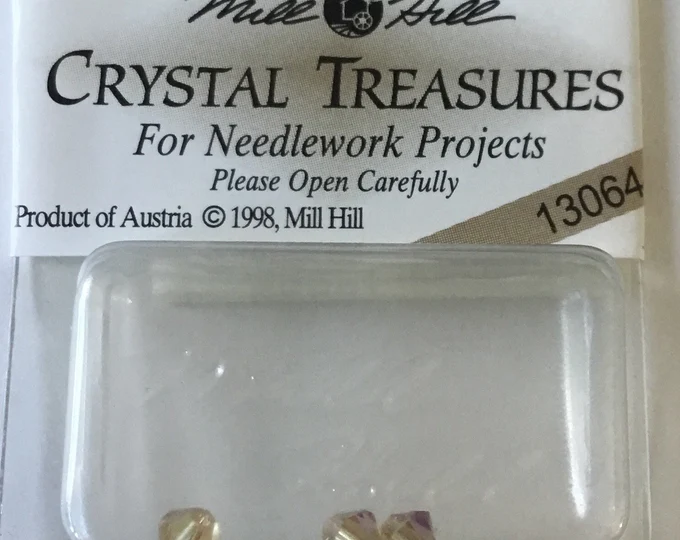 Mill Hill
CRYSTAL TREASURES
For Needlework Projects
Please Open Carefully
13064
Product of Austria © 1998, Mill Hill